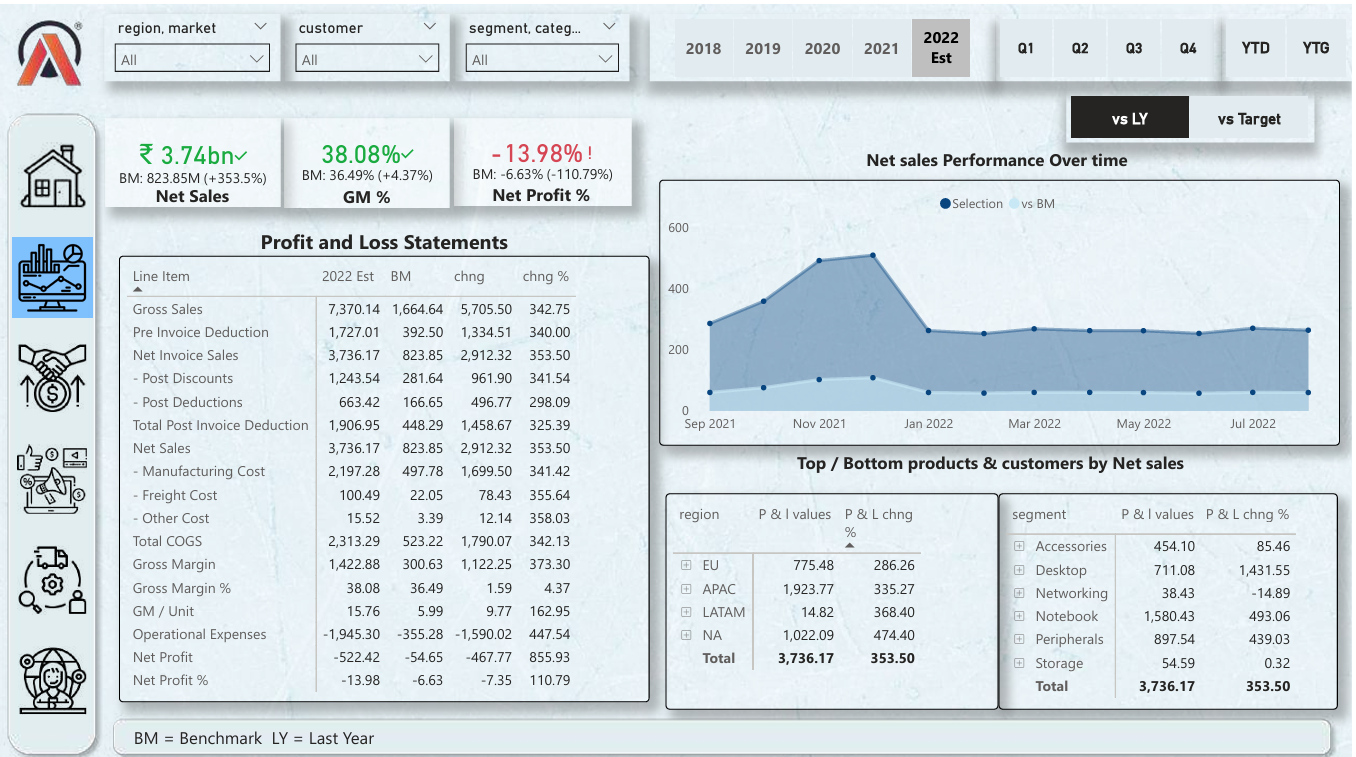 region, market
customer
segment, categ...
All
All
All
2018 2019 2020 2021 2022 Est
Q1 Q2 Q3 Q4
YTD YTG
vs LY vs Target
₹ 3.74bn
BM: 823.85M (+353.5%)
Net Sales
38.08%
BM: 36.49% (+4.37%)
GM %
-13.98% !
BM: -6.63% (-110.79%)
Net Profit %
Profit and Loss Statements
Line Item 2022 Est BM chng chng %
Gross Sales 7,370.14 1,664.64 5,705.50 342.75
Pre Invoice Deduction 1,727.01 392.50 1,334.51 340.00
Net Invoice Sales 3,736.17 823.85 2,912.32 353.50
- Post Discounts 1,243.54 281.64 961.90 341.54
- Post Deductions 663.42 166.65 496.77 298.09
Total Post Invoice Deduction 1,906.95 448.29 1,458.67 325.39
Net Sales 3,736.17 823.85 2,912.32 353.50
- Manufacturing Cost 2,197.28 497.78 1,699.50 341.42
- Freight Cost 100.49 22.05 78.43 355.64
- Other Cost 15.52 3.39 12.14 358.03
Total COGS 2,313.29 523.22 1,790.07 342.13
Gross Margin 1,422.88 300.63 1,122.25 373.30
Gross Margin % 38.08 36.49 1.59 4.37
GM / Unit 15.76 5.99 9.77 162.95
Operational Expenses -1,945.30 -355.28 -1,590.02 447.54
Net Profit -522.42 -54.65 -467.77 855.93
Net Profit % -13.98 -6.63 -7.35 110.79
Net sales Performance Over time
Selection vs BM
600
400
200
0
Sep 2021 Nov 2021 Jan 2022 Mar 2022 May 2022 Jul 2022
Top / Bottom products & customers by Net sales
region P & l values P & L chng %
EU 775.48 286.26
APAC 1,923.77 335.27
LATAM 14.82 368.40
NA 1,022.09 474.40
Total 3,736.17 353.50
segment P & l values P & L chng %
Accessories 454.10 85.46
Desktop 711.08 1,431.55
Networking 38.43 -14.89
Notebook 1,580.43 493.06
Peripherals 897.54 439.03
Storage 54.59 0.32
Total 3,736.17 353.50
BM = Benchmark LY = Last Year